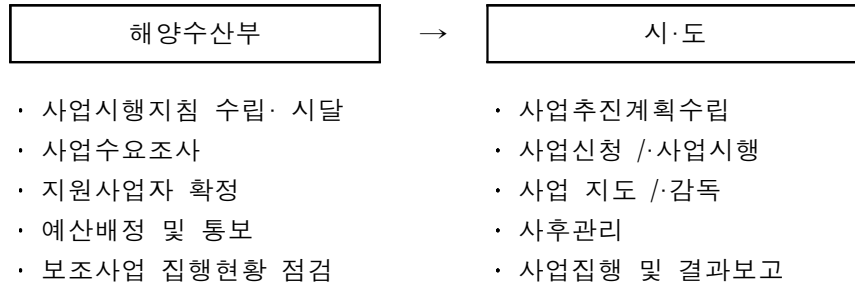 해양수산부 → 시·도
· 사업시행지침 수립· 시달
· 사업수요조사
· 지원사업자 확정
· 예산배정 및 통보
· 보조사업 집행현황 점검
· 사업추진계획수립
· 사업신청 /·사업시행
· 사업 지도 /·감독
· 사후관리
· 사업집행 및 결과보고